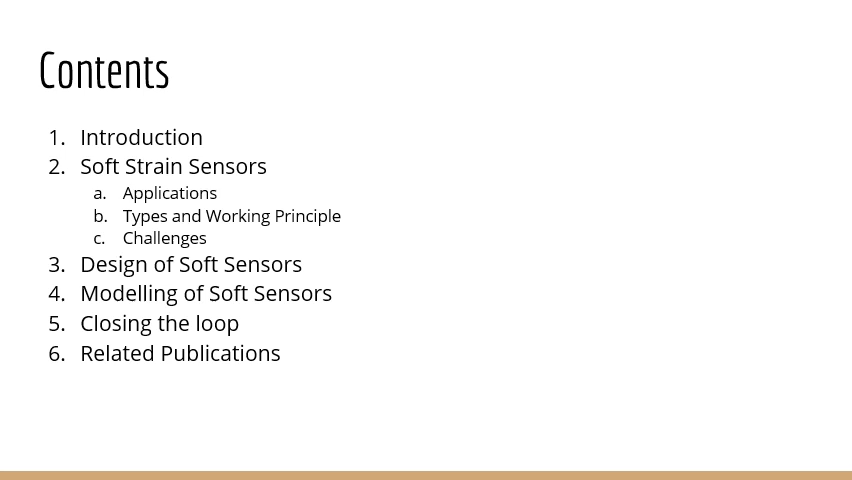 Contents
1. Introduction
2. Soft Strain Sensors
a. Applications
b. Types and Working Principle
c. Challenges
3. Design of Soft Sensors
4. Modelling of Soft Sensors
5. Closing the loop
6. Related Publications